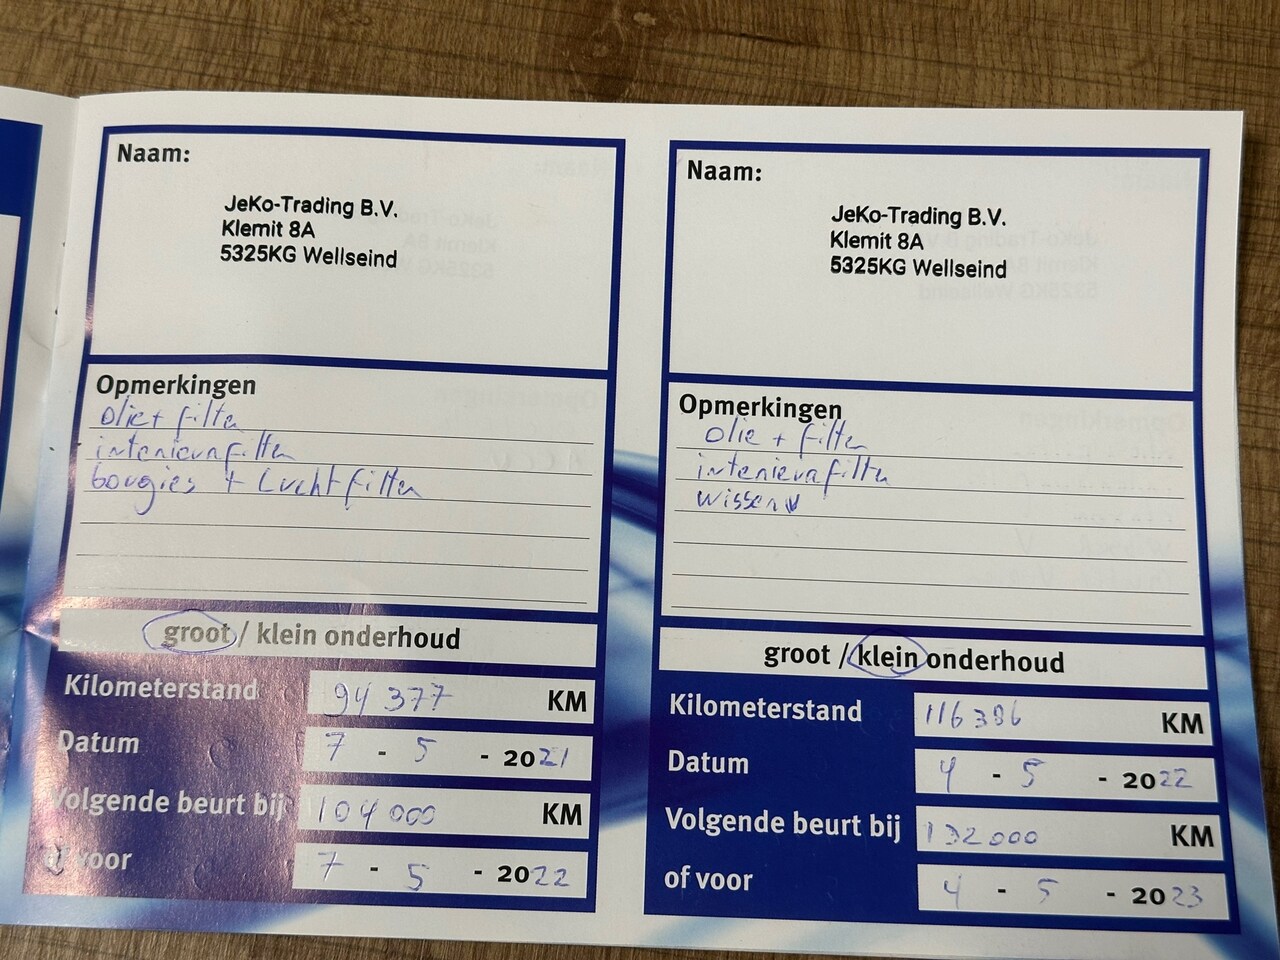 Naam:
JeKo-Trading B.V.
Klemit 8A
5325KG Wellseind
Opmerkingen
olie + filter
interieurfilter
bougies + Luchtfilter
groot / klein onderhoud
Kilometerstand 94 377 KM
Datum 7 - 5 - 2021
Volgende beurt bij 104 000 KM
of voor 7 - 5 - 2022
Naam:
JeKo-Trading B.V.
Klemit 8A
5325KG Wellseind
Opmerkingen
olie + filter
interieurfilter
wissers
groot / klein onderhoud
Kilometerstand 116 386 KM
Datum 4 - 5 - 2022
Volgende beurt bij 132000 KM
of voor 4 - 5 - 2023